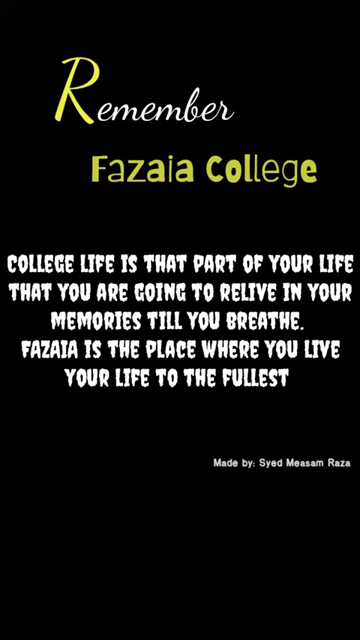 Remember
Fazaia College
COLLEGE LIFE IS THAT PART OF YOUR LIFE
THAT YOU ARE GOING TO RELIVE IN YOUR
MEMORIES TILL YOU BREATHE.
FAZAIA IS THE PLACE WHERE YOU LIVE
YOUR LIFE TO THE FULLEST
Made by: Syed Measam Raza